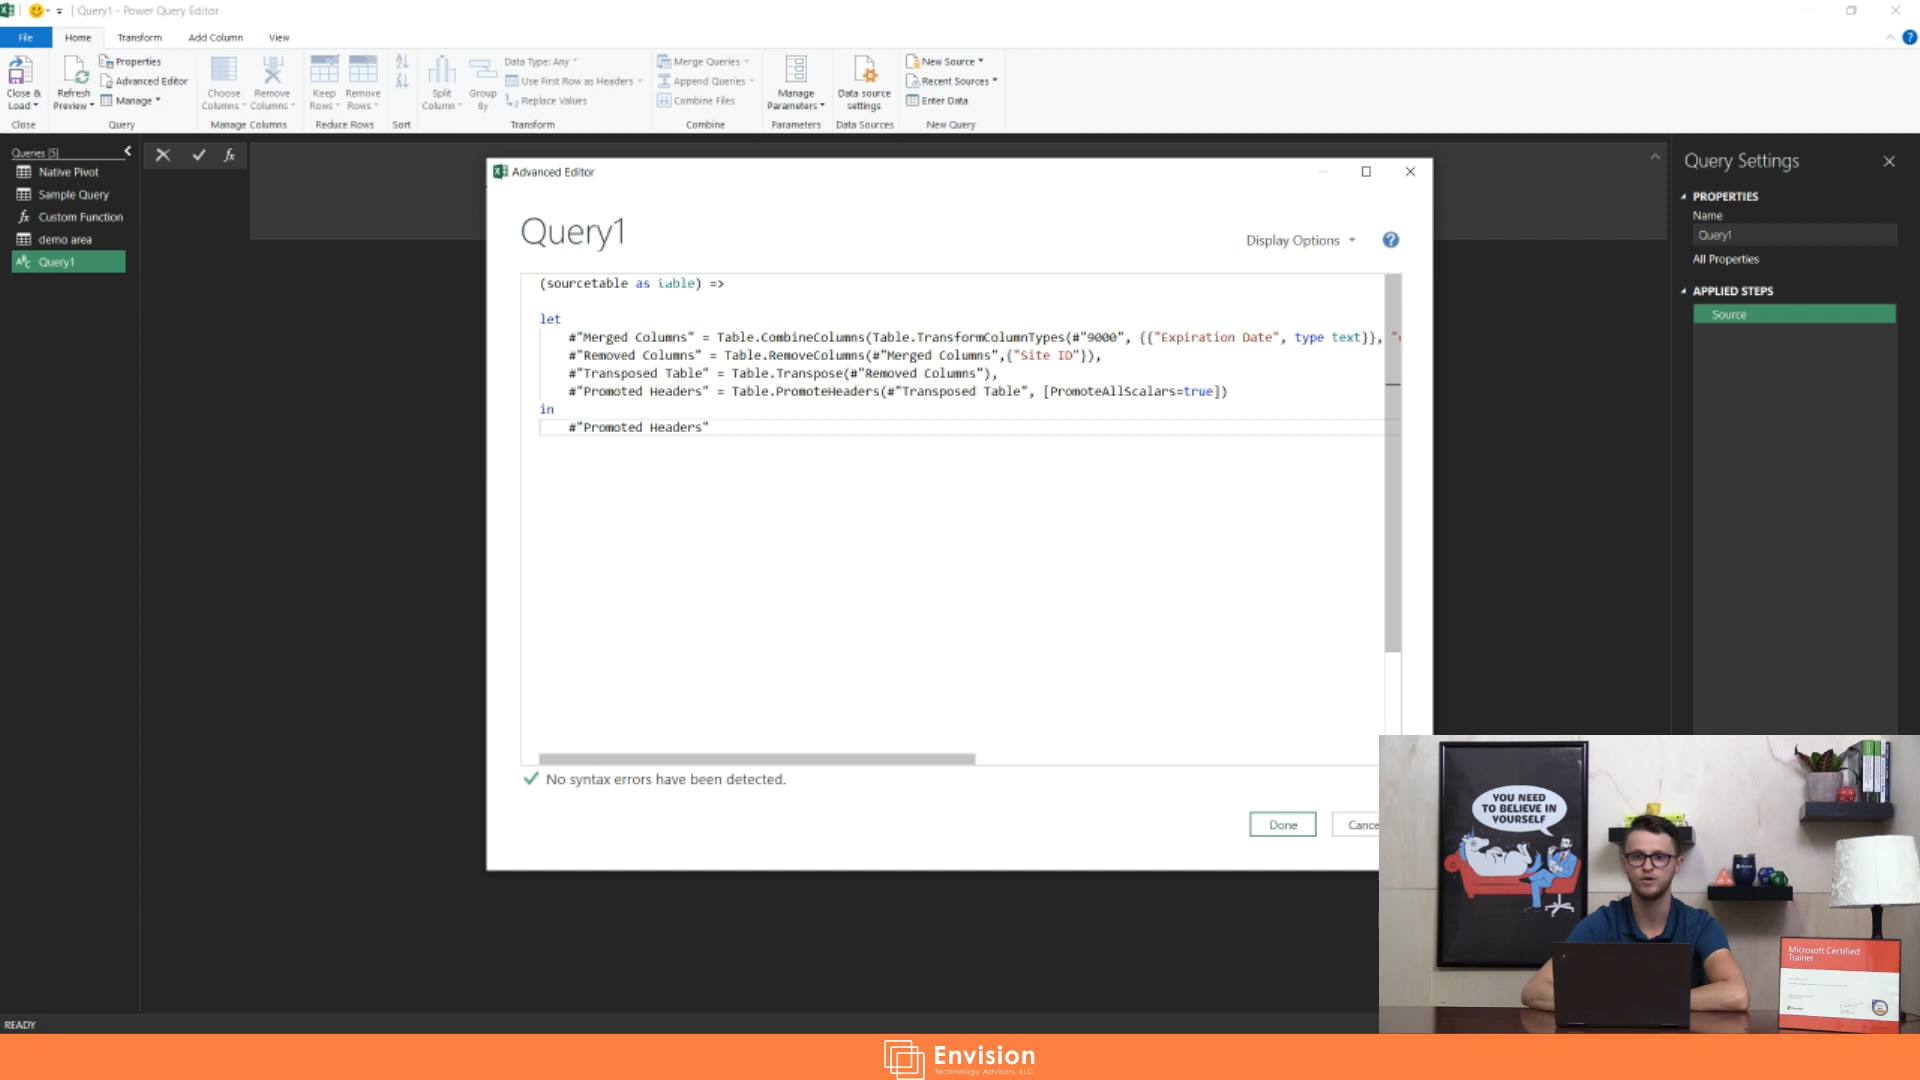 Query1 - Power Query Editor
File
Home
Transform
Add Column
View
Close &
Load
Refresh
Preview
Properties
Advanced Editor
Manage
Choose
Columns
Remove
Columns
Keep
Rows
Remove
Rows
Split
Column
Group
By
Data Type: Any
Use First Row as Headers
Replace Values
Merge Queries
Append Queries
Combine Files
Manage
Parameters
Data source
settings
New Source
Recent Sources
Enter Data
Close
Query
Manage Columns
Reduce Rows
Sort
Transform
Combine
Parameters
Data Sources
New Query
Queries [5]
Native Pivot
Sample Query
fx Custom Function
demo area
ABC Query1
fx
Advanced Editor
Query1
Display Options
?
(sourcetable as table) =>
let
#"Merged Columns" = Table.CombineColumns(Table.TransformColumnTypes(#"9000", {{"Expiration Date", type text}},
#"Removed Columns" = Table.RemoveColumns(#"Merged Columns",{"Site ID"}),
#"Transposed Table" = Table.Transpose(#"Removed Columns"),
#"Promoted Headers" = Table.PromoteHeaders(#"Transposed Table", [PromoteAllScalars=true])
in
#"Promoted Headers"
No syntax errors have been detected.
Done
Cance
Query Settings
PROPERTIES
Name
Query1
All Properties
APPLIED STEPS
Source
YOU NEED
TO BELIEVE IN
YOURSELF
Microsoft Certified
Trainer
READY
Envision
Technology Advisors, LLC